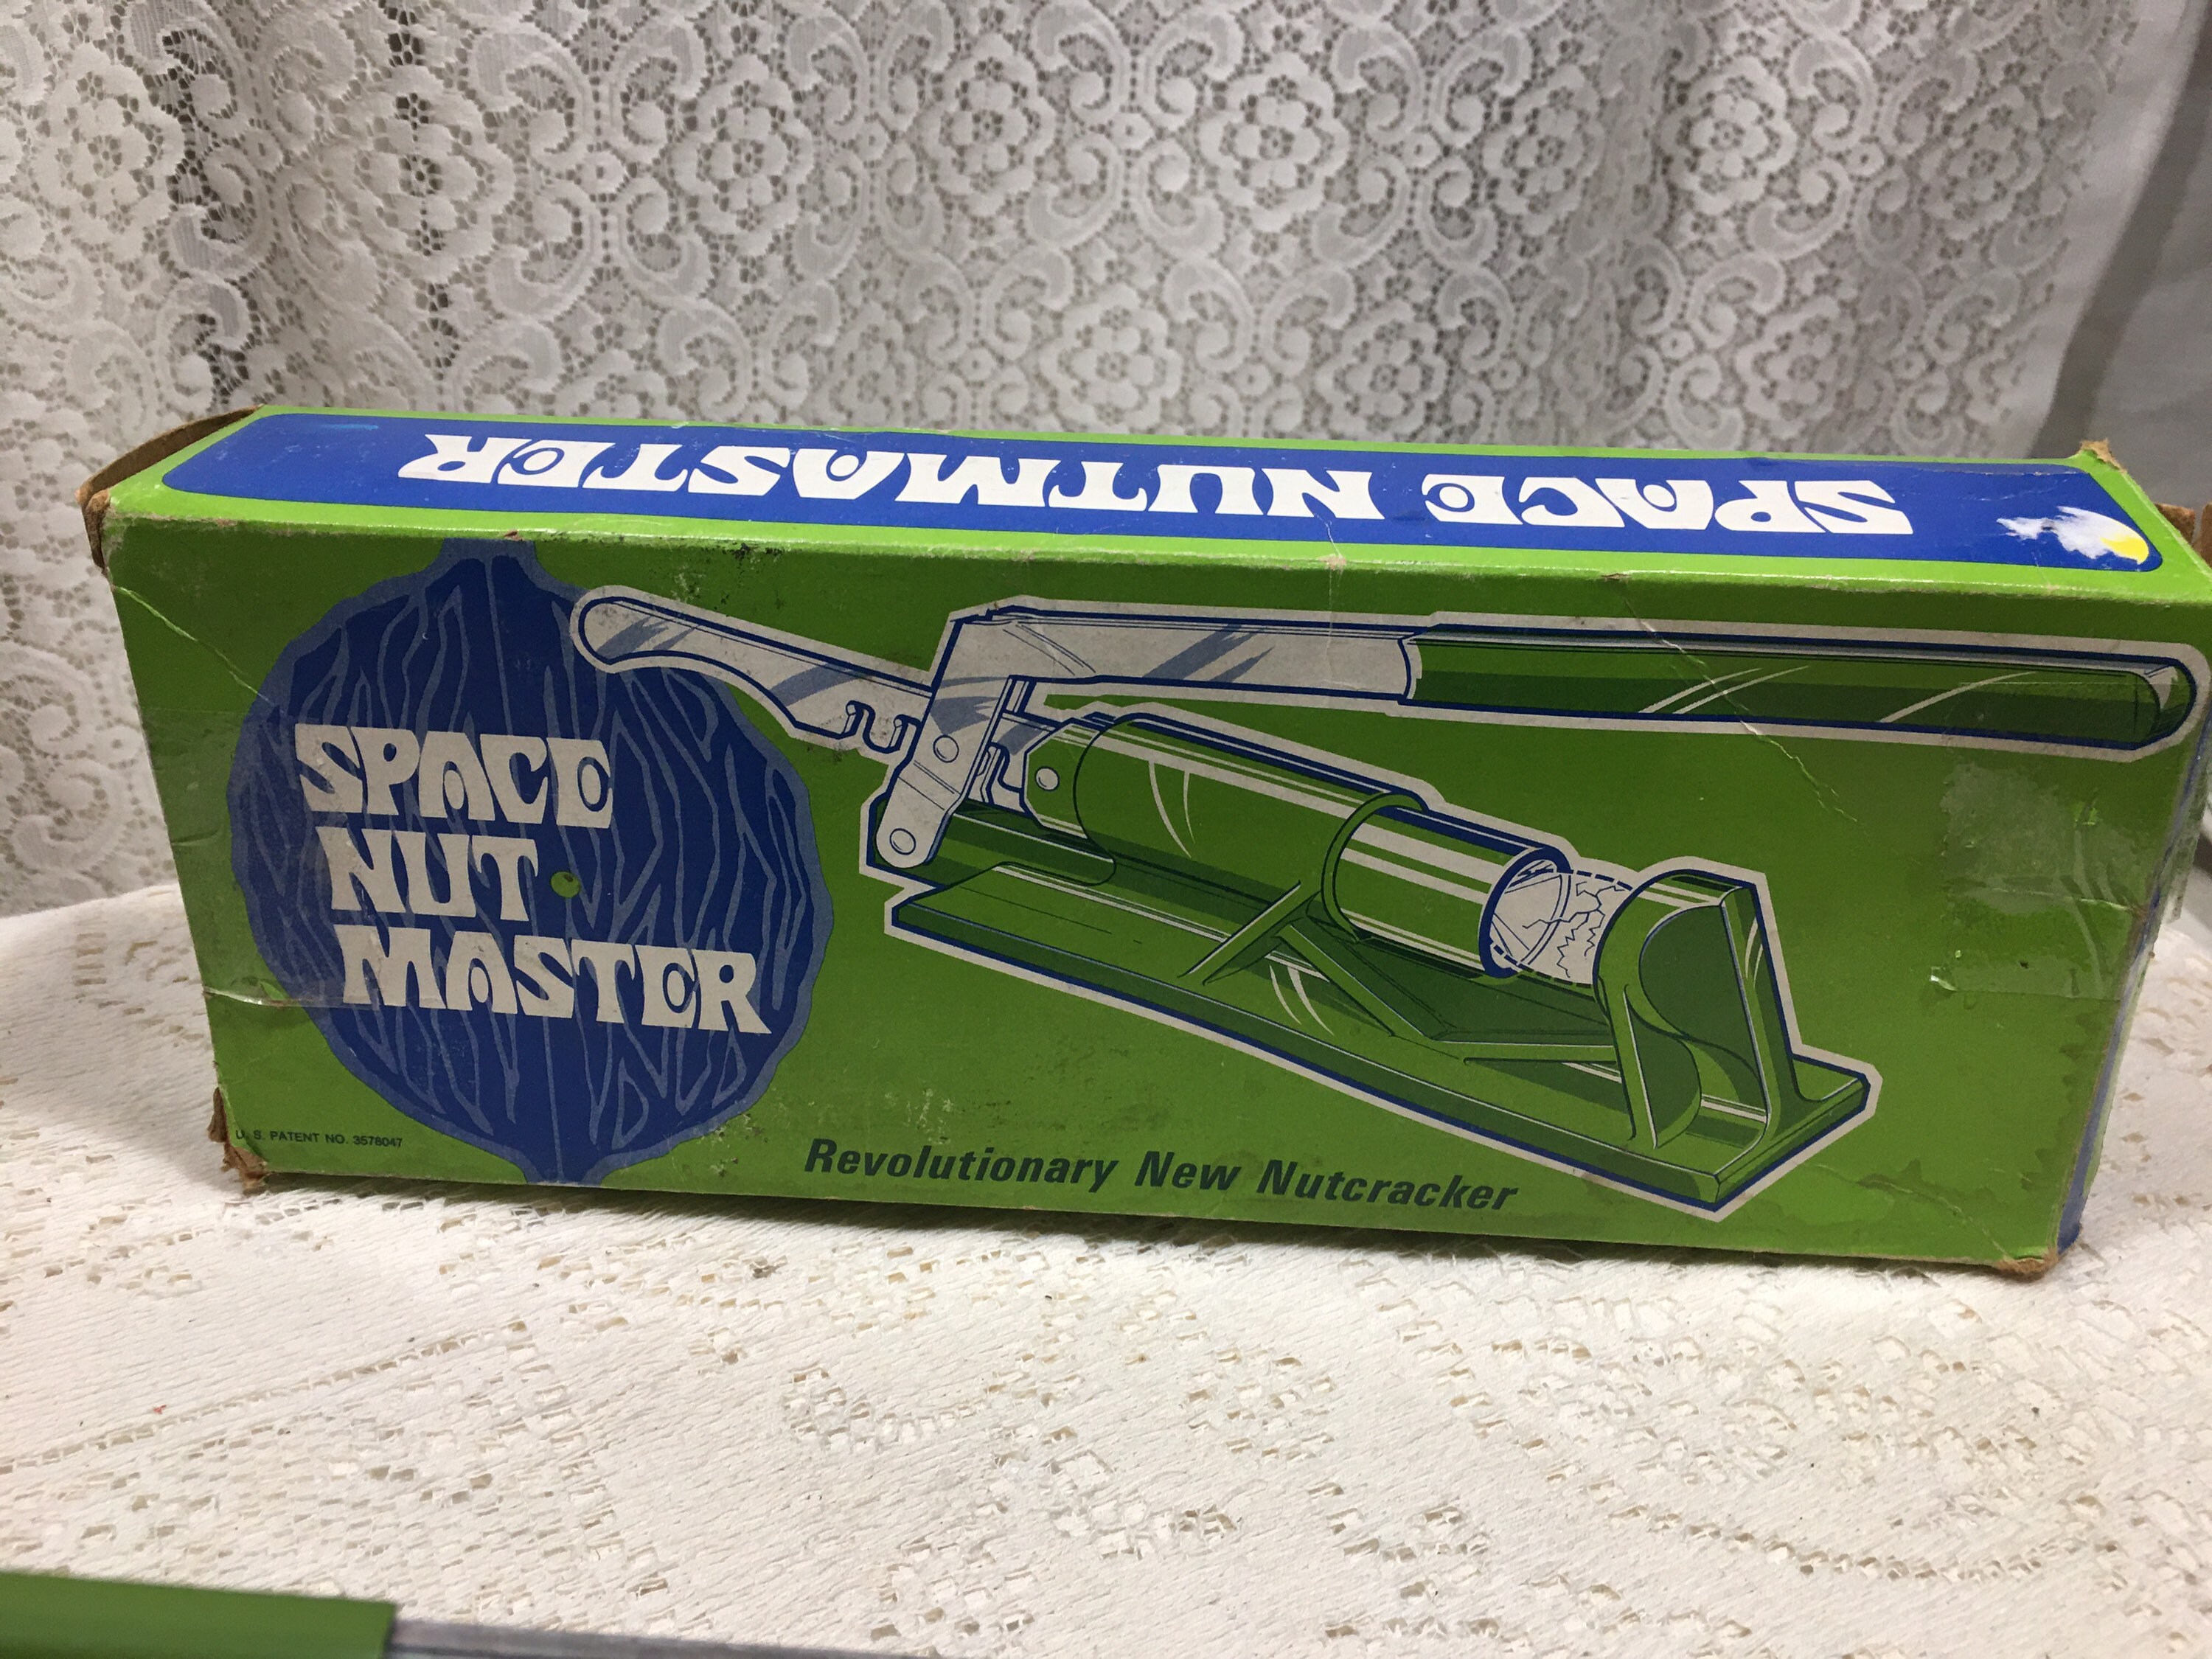 SPACE NUTMASTER
SPACE
NUT
MASTER
U.S. PATENT NO. 3578047
Revolutionary New Nutcracker